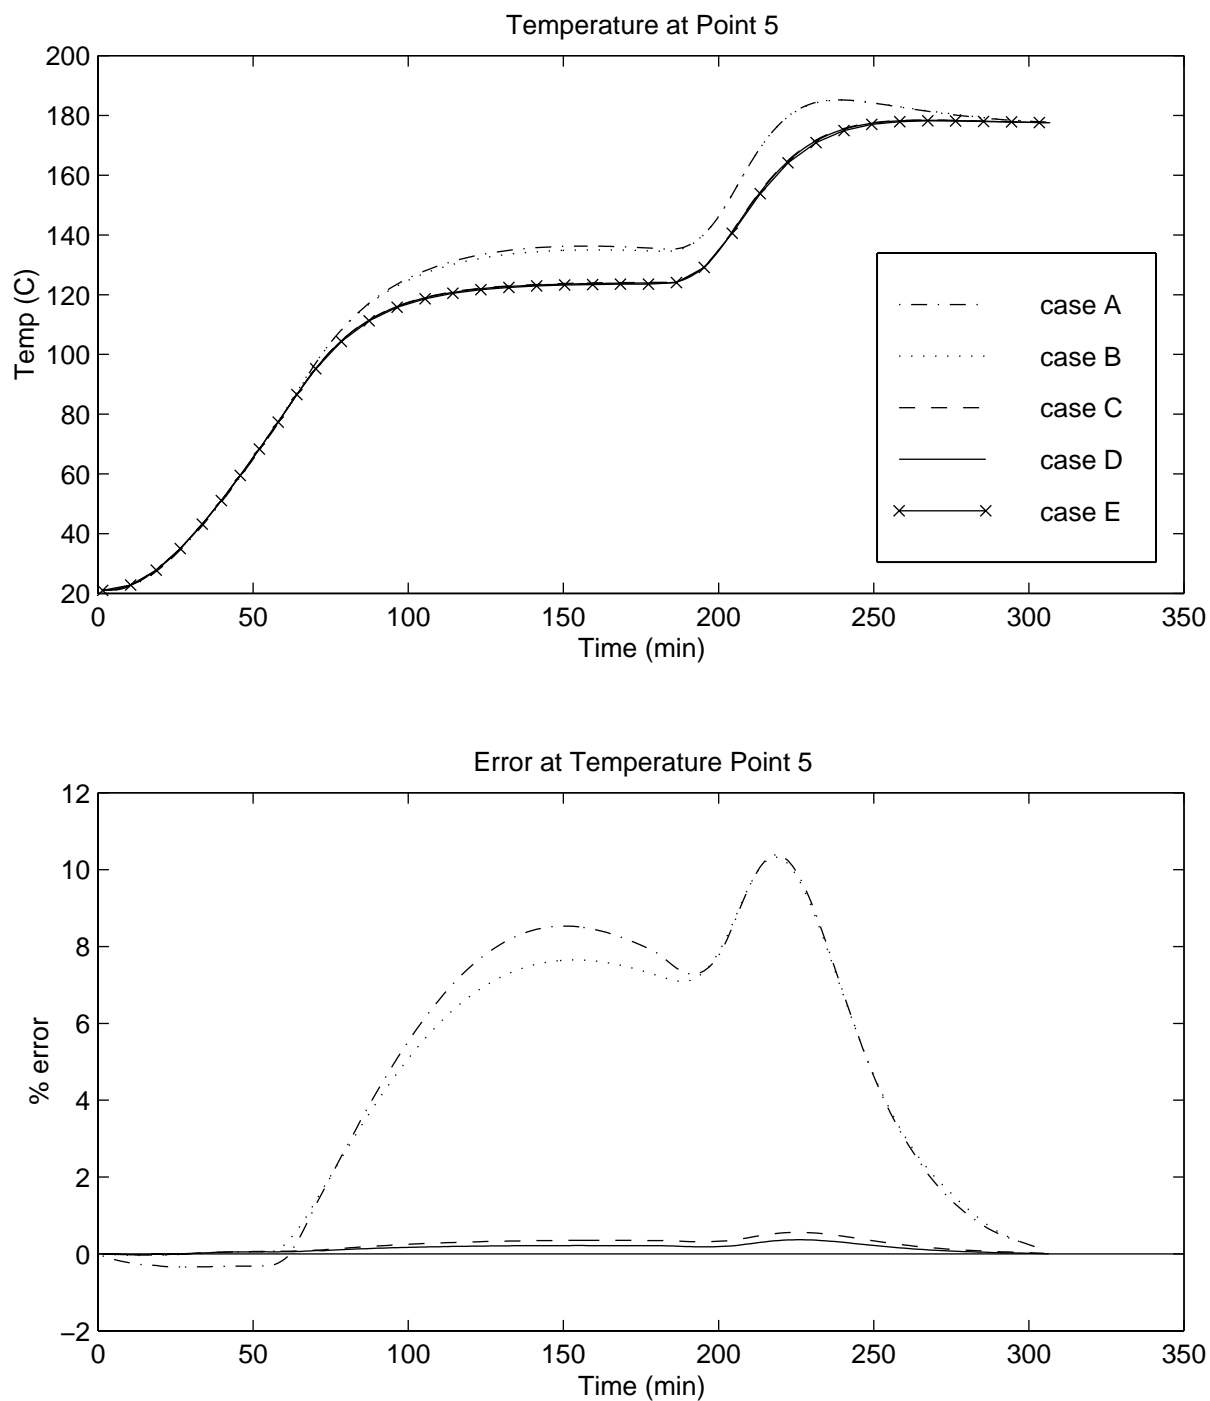 Temperature at Point 5
200
180
160
140
120
100
80
60
40
20
Temp (C)
0 50 100 150 200 250 300 350
Time (min)
case A
case B
case C
case D
case E
Error at Temperature Point 5
12
10
8
6
4
2
0
−2
% error
0 50 100 150 200 250 300 350
Time (min)